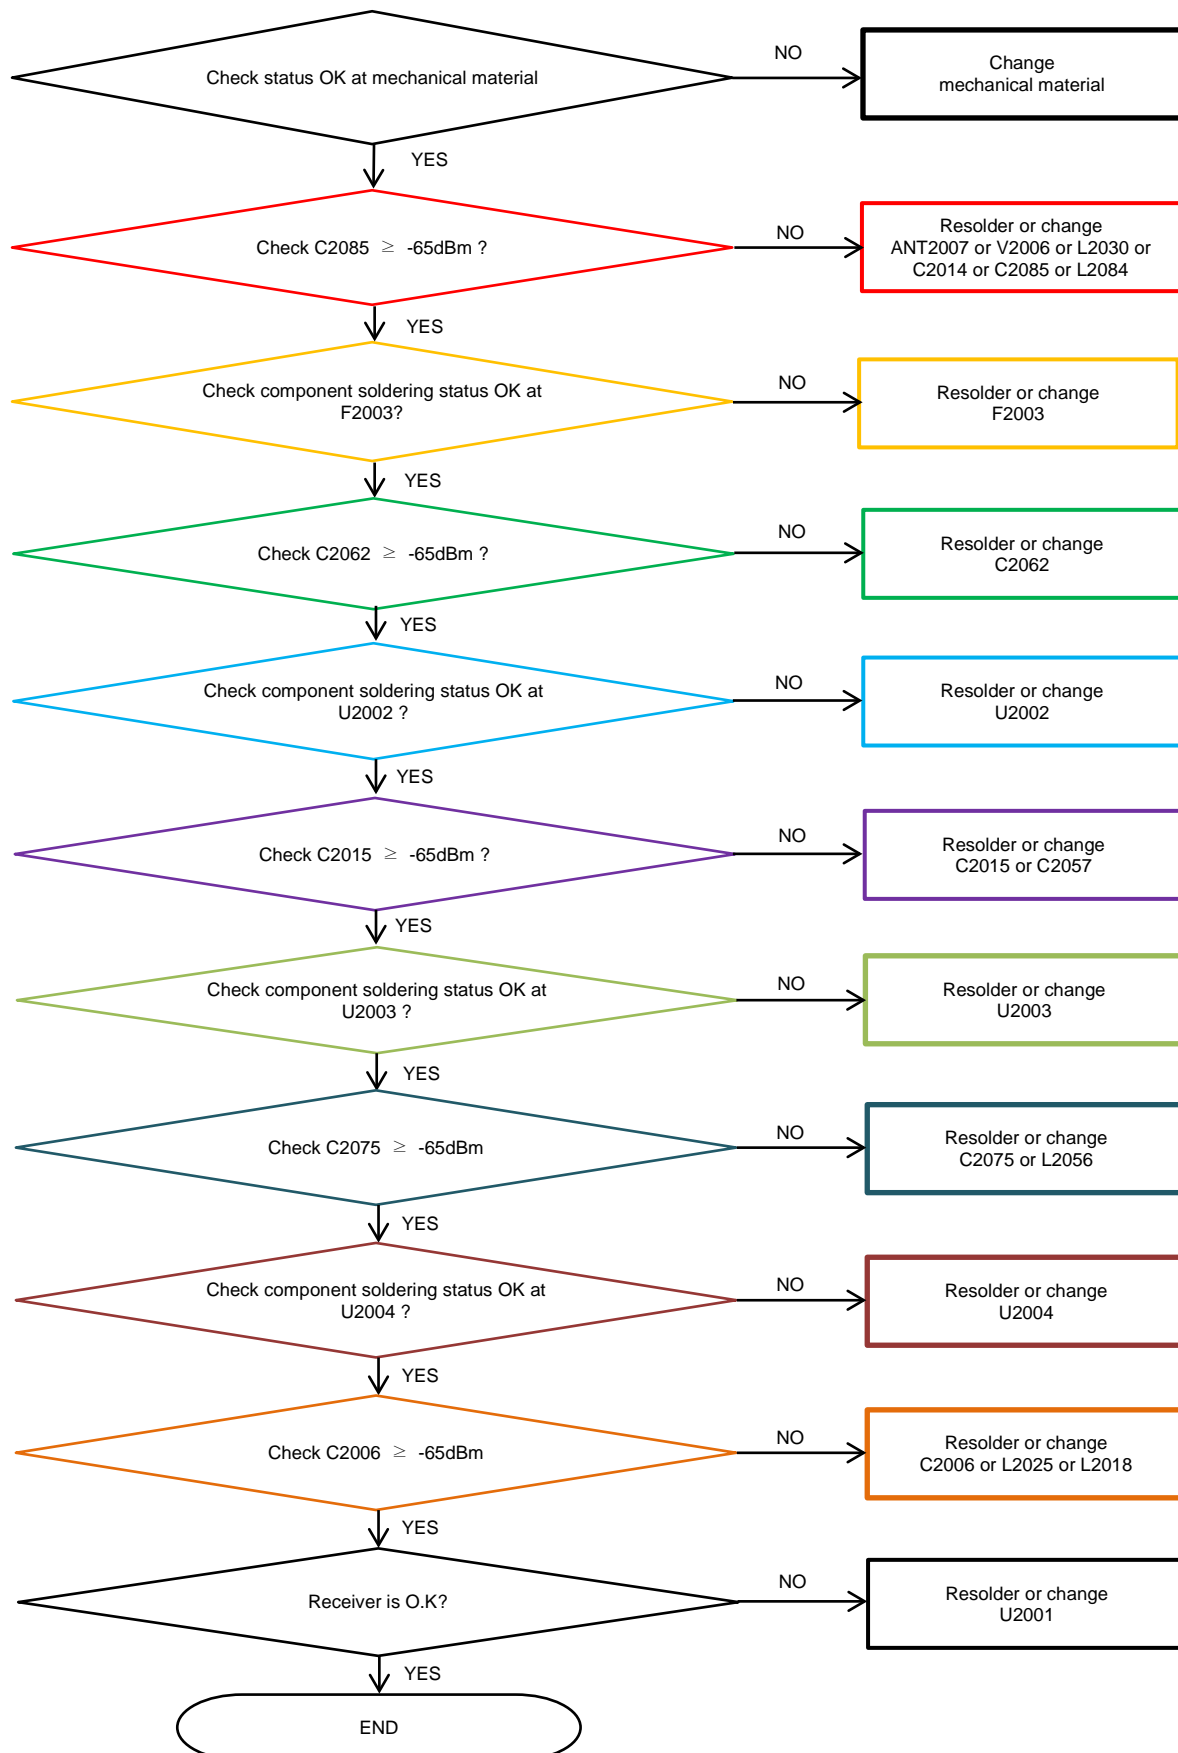 Check status OK at mechanical material
NO
Change
mechanical material
YES
Check C2085 ≥ -65dBm ?
NO
Resolder or change
ANT2007 or V2006 or L2030 or
C2014 or C2085 or L2084
YES
Check component soldering status OK at
F2003?
NO
Resolder or change
F2003
YES
Check C2062 ≥ -65dBm ?
NO
Resolder or change
C2062
YES
Check component soldering status OK at
U2002 ?
NO
Resolder or change
U2002
YES
Check C2015 ≥ -65dBm ?
NO
Resolder or change
C2015 or C2057
YES
Check component soldering status OK at
U2003 ?
NO
Resolder or change
U2003
YES
Check C2075 ≥ -65dBm
NO
Resolder or change
C2075 or L2056
YES
Check component soldering status OK at
U2004 ?
NO
Resolder or change
U2004
YES
Check C2006 ≥ -65dBm
NO
Resolder or change
C2006 or L2025 or L2018
YES
Receiver is O.K?
NO
Resolder or change
U2001
YES
END